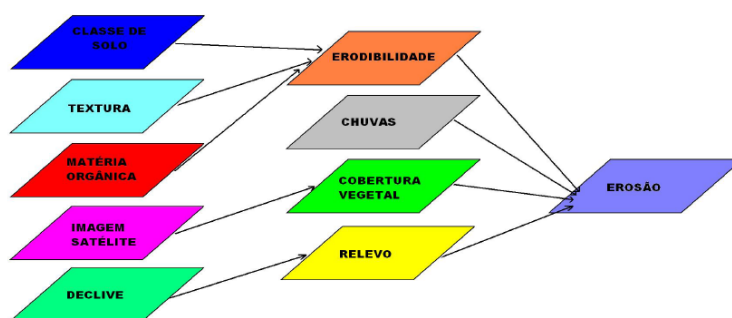 CLASSE DE
SOLO
TEXTURA
MATÉRIA
ORGÂNICA
IMAGEM
SATÉLITE
DECLIVE
ERODIBILIDADE
CHUVAS
COBERTURA
VEGETAL
RELEVO
EROSÃO